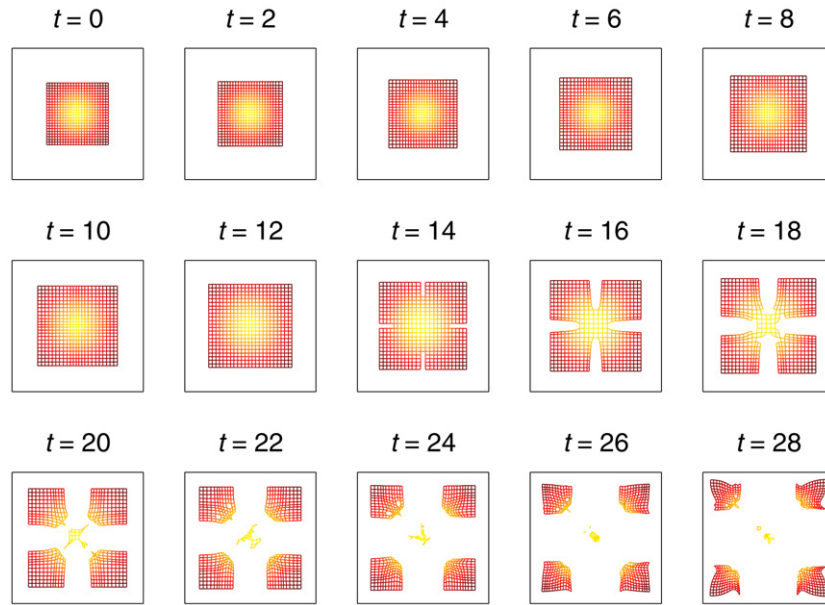 t = 0 t = 2 t = 4 t = 6 t = 8
t = 10 t = 12 t = 14 t = 16 t = 18
t = 20 t = 22 t = 24 t = 26 t = 28